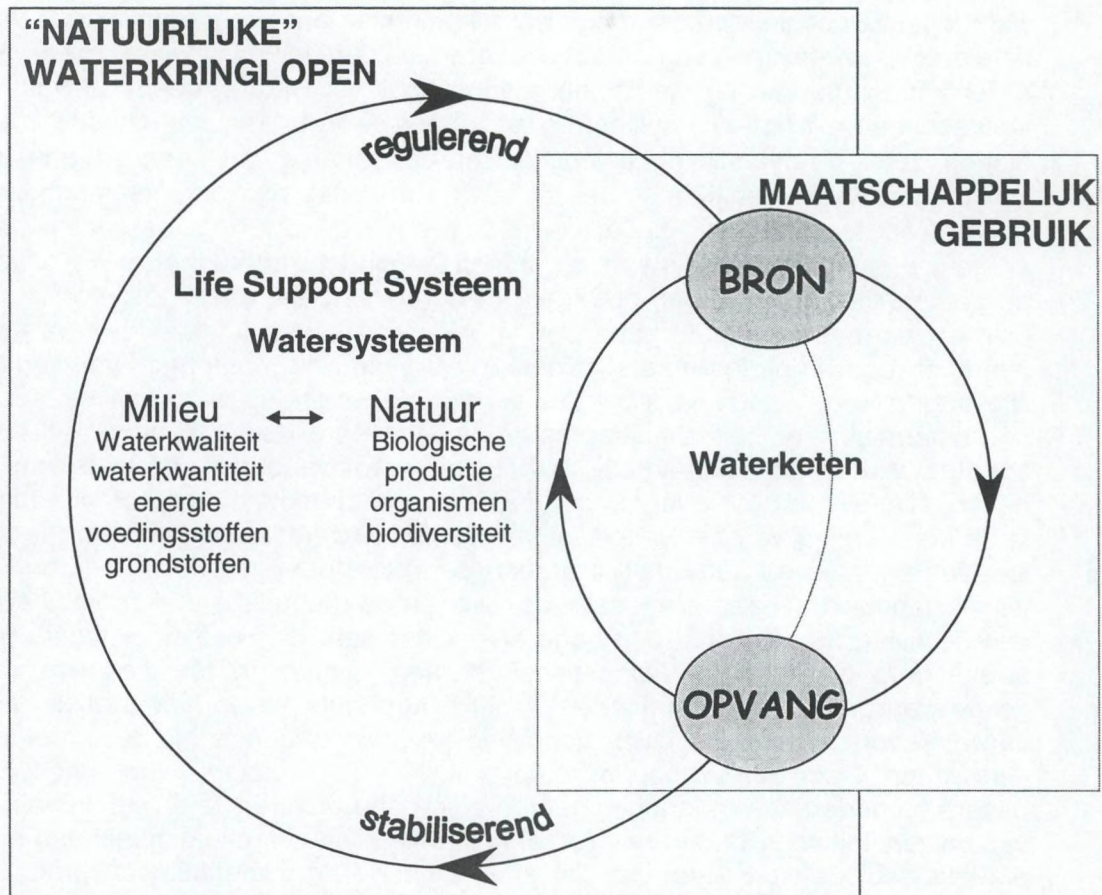 “NATUURLIJKE”
WATERKRINGLOPEN
regulerend
MAATSCHAPPELIJK
GEBRUIK
BRON
Life Support Systeem
Watersysteem
Milieu
Waterkwaliteit
waterkwantiteit
energie
voedingsstoffen
grondstoffen
Natuur
Biologische
productie
organismen
biodiversiteit
Waterketen
OPVANG
stabiliserend